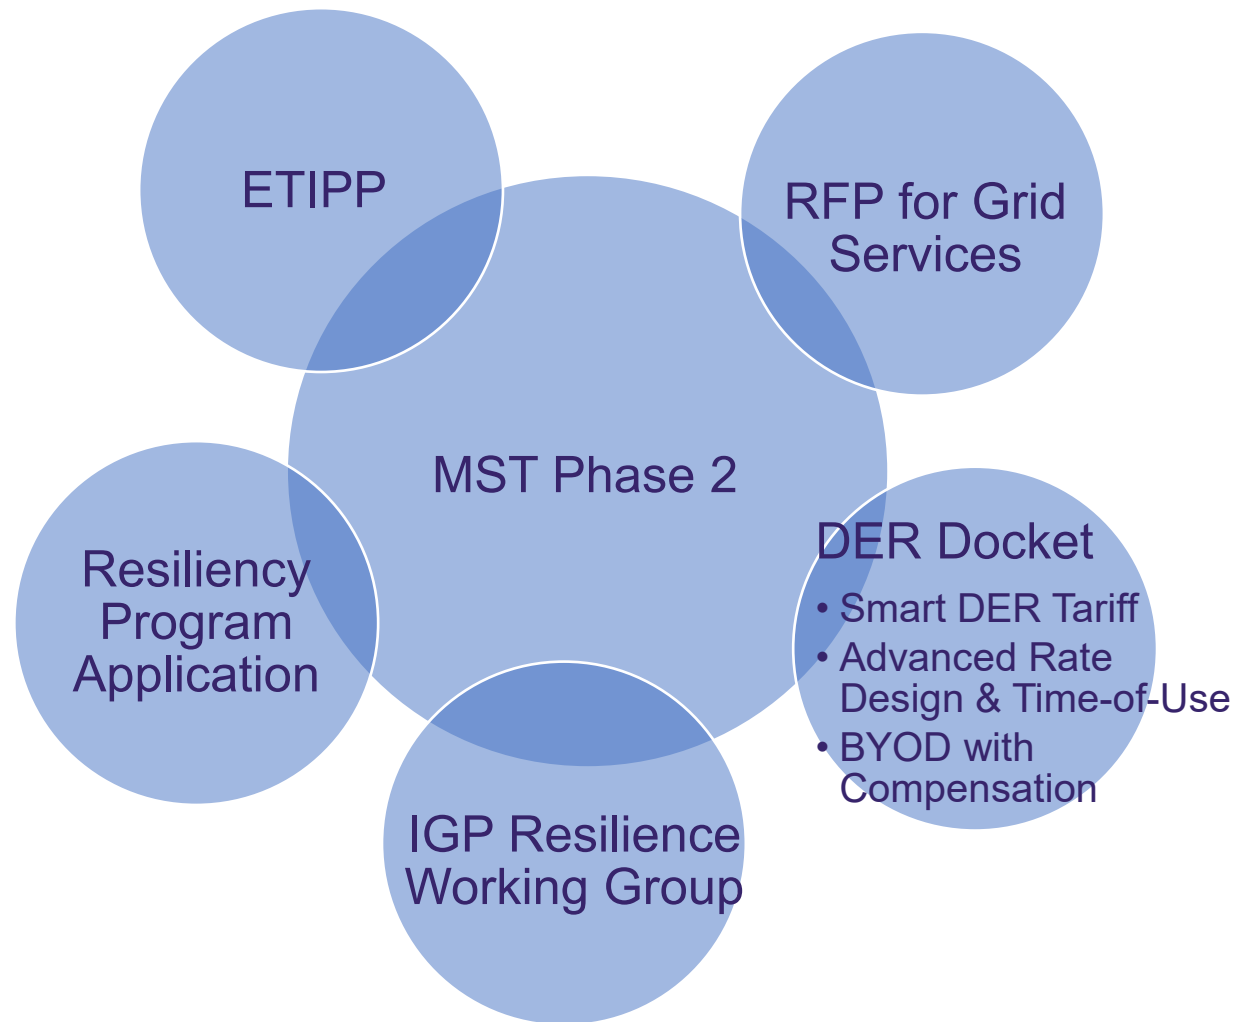 ETIPP
RFP for Grid
Services
MST Phase 2
DER Docket
• Smart DER Tariff
• Advanced Rate
Design & Time-of-Use
• BYOD with
Compensation
Resiliency
Program
Application
IGP Resilience
Working Group